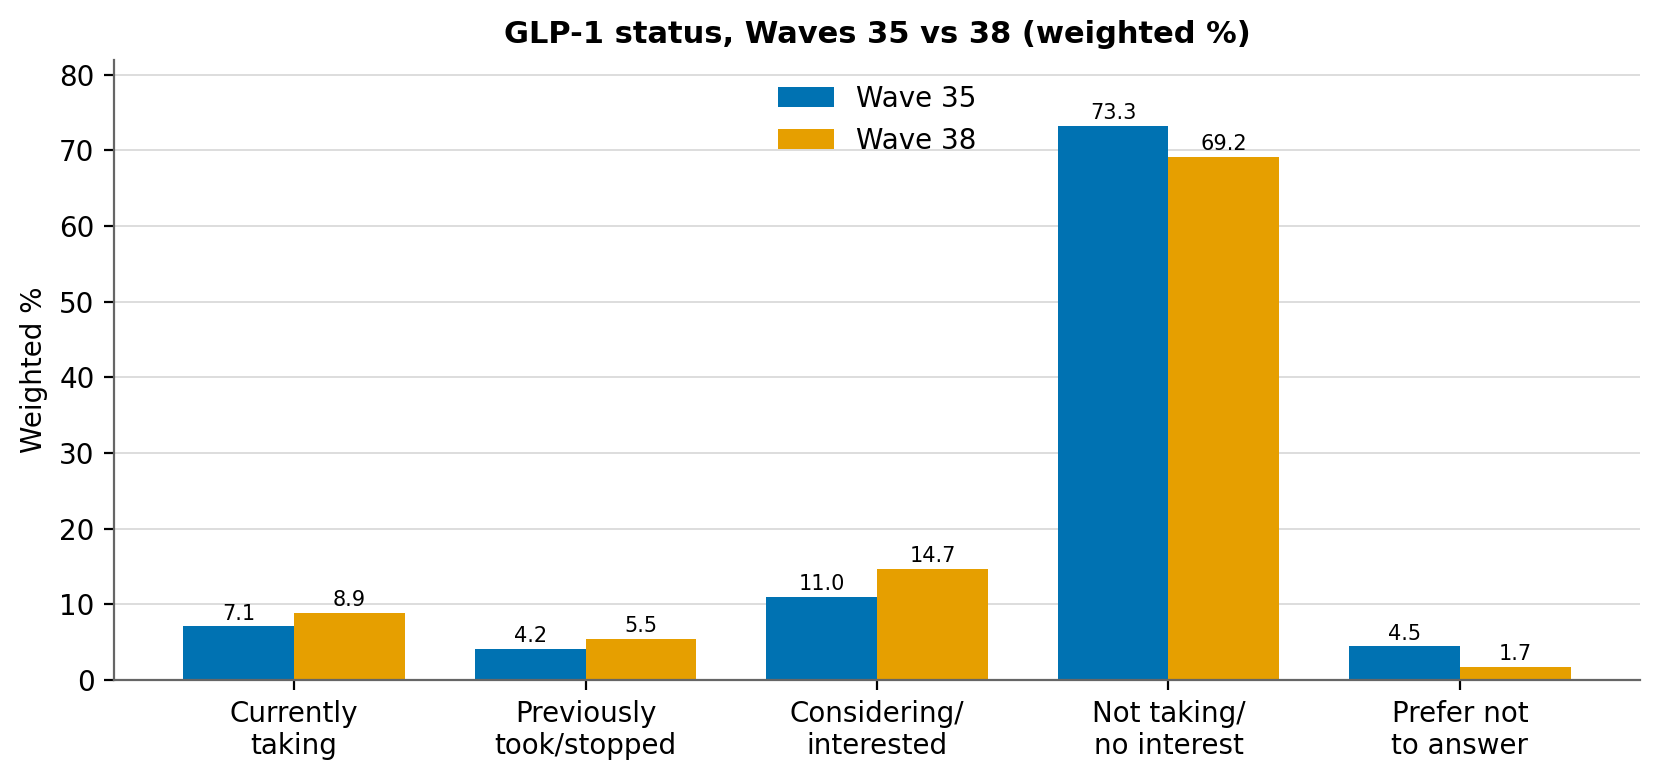 GLP-1 status, Waves 35 vs 38 (weighted %)
Wave 35
Wave 38
Weighted %
80
70
60
50
40
30
20
10
0
7.1
8.9
4.2
5.5
11.0
14.7
73.3
69.2
4.5
1.7
Currently
taking
Previously
took/stopped
Considering/
interested
Not taking/
no interest
Prefer not
to answer